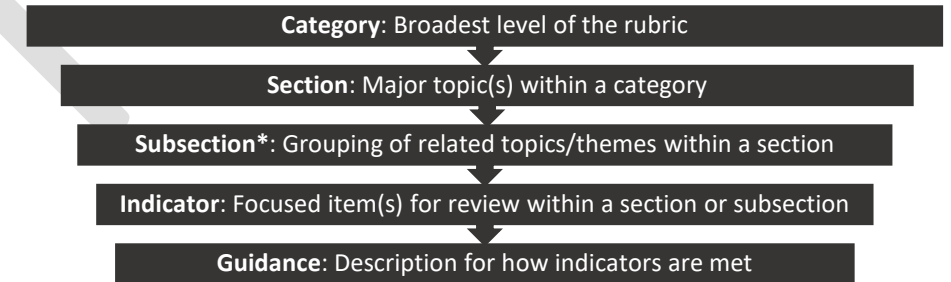 Category: Broadest level of the rubric
Section: Major topic(s) within a category
Subsection*: Grouping of related topics/themes within a section
Indicator: Focused item(s) for review within a section or subsection
Guidance: Description for how indicators are met